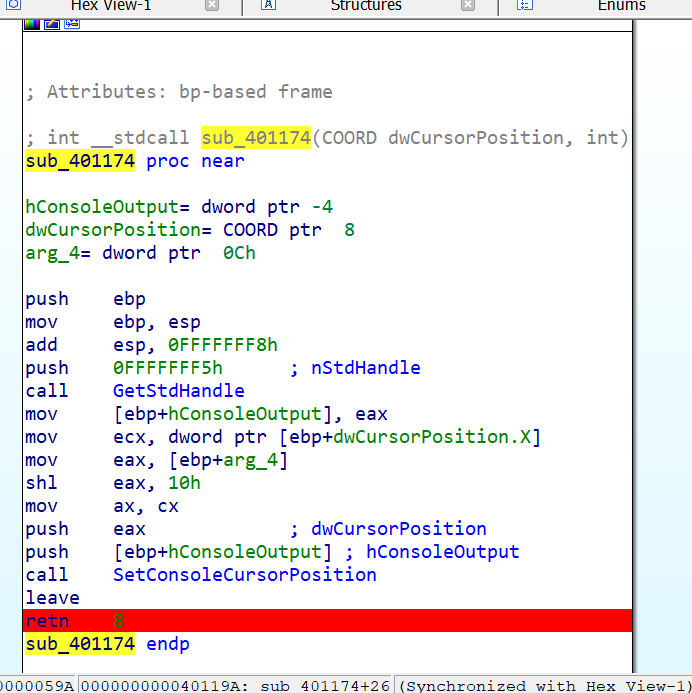 Hex View-1 Structures Enums
; Attributes: bp-based frame
; int __stdcall sub_401174(COORD dwCursorPosition, int)
sub_401174 proc near
hConsoleOutput= dword ptr -4
dwCursorPosition= COORD ptr  8
arg_4= dword ptr  0Ch
push    ebp
mov     ebp, esp
add     esp, 0FFFFFFF8h
push    0FFFFFFF5h      ; nStdHandle
call    GetStdHandle
mov     [ebp+hConsoleOutput], eax
mov     ecx, dword ptr [ebp+dwCursorPosition.X]
mov     eax, [ebp+arg_4]
shl     eax, 10h
mov     ax, cx
push    eax             ; dwCursorPosition
push    [ebp+hConsoleOutput] ; hConsoleOutput
call    SetConsoleCursorPosition
leave
retn    8
sub_401174 endp
0000059A 000000000040119A: sub_401174+26 (Synchronized with Hex View-1)